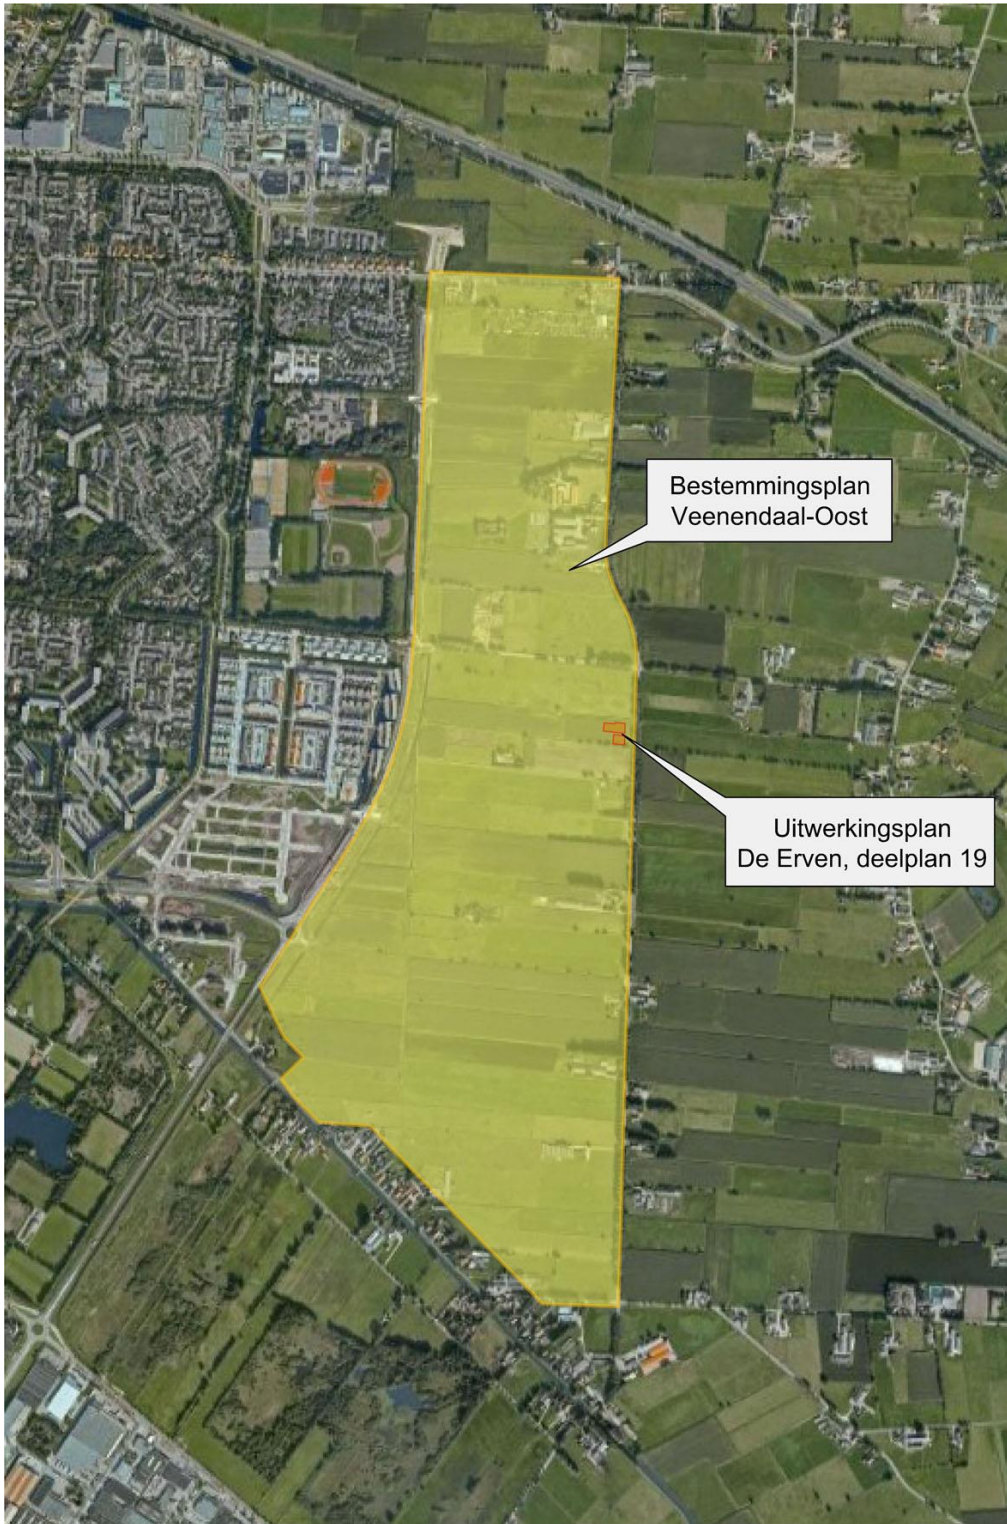 Bestemmingsplan
Veenendaal-Oost
Uitwerkingsplan
De Erven, deelplan 19